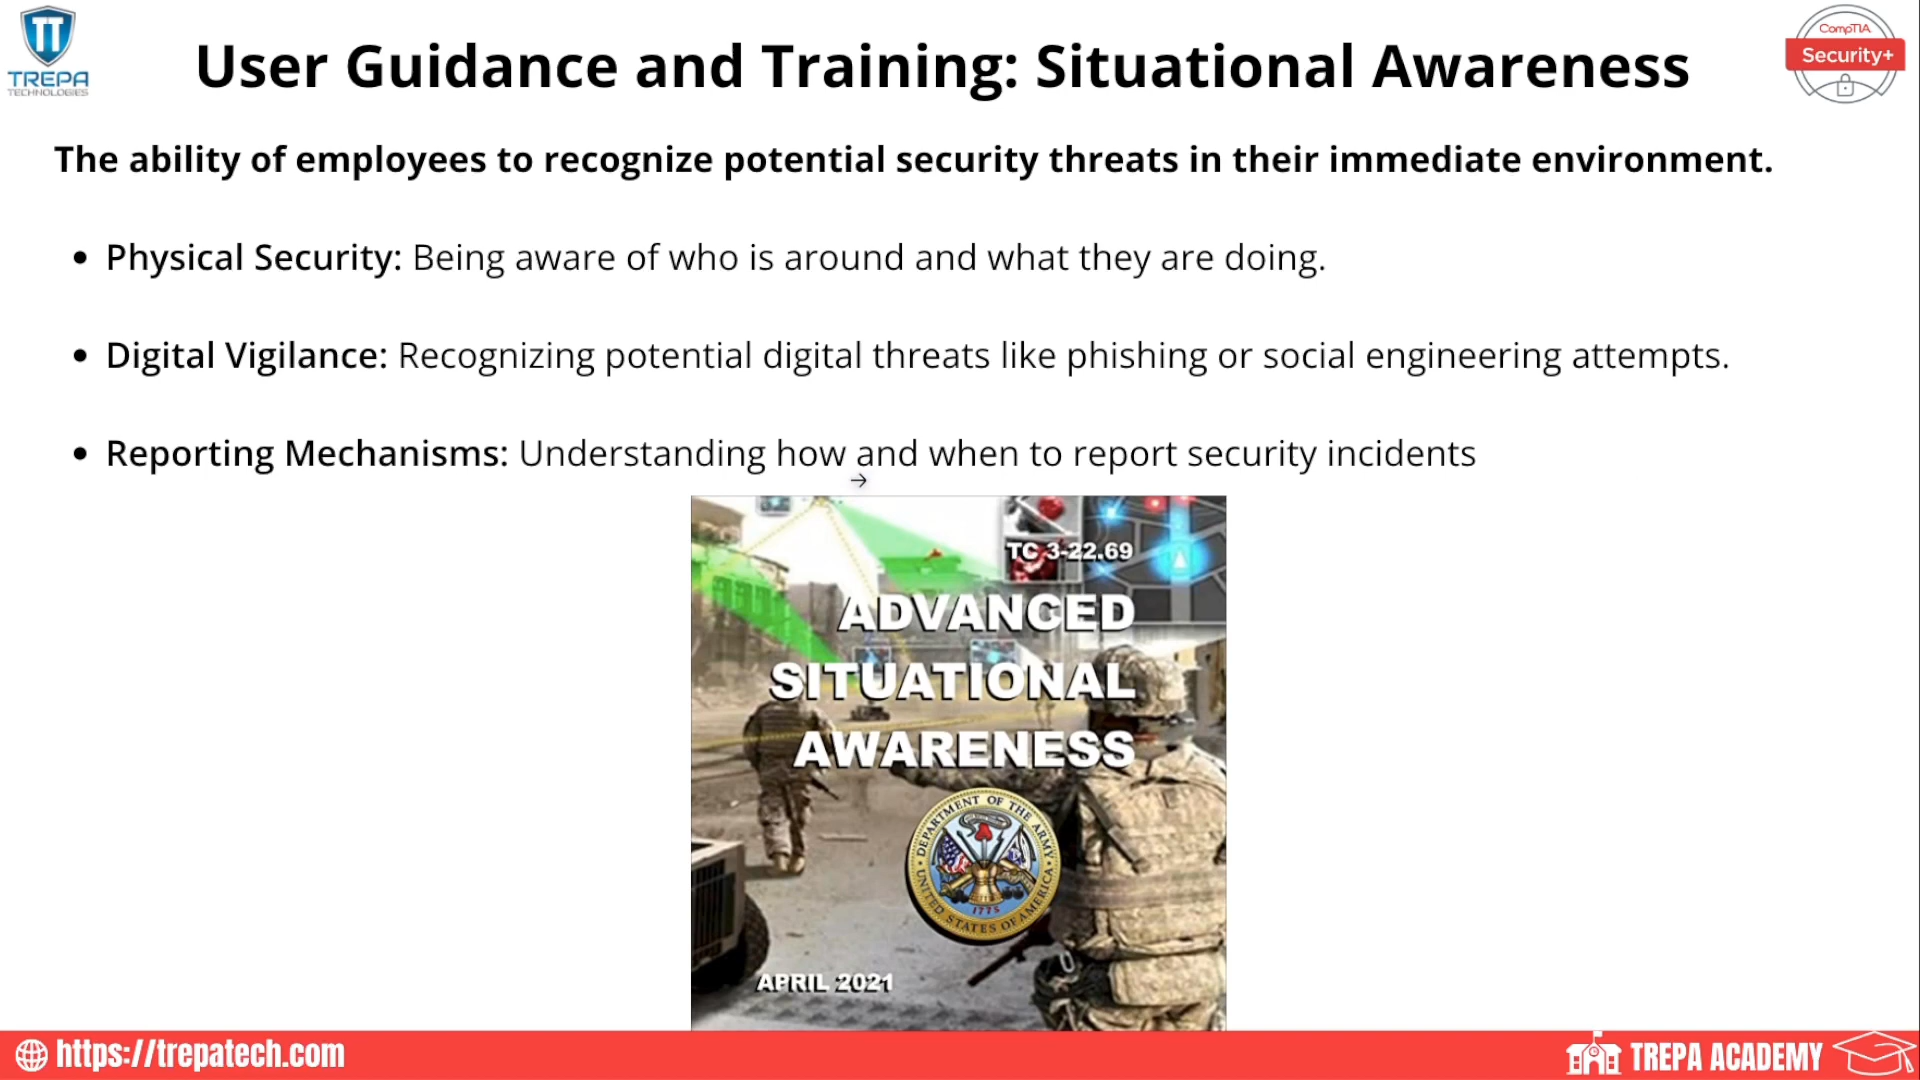 TT
TREPA
TECHNOLOGIES
User Guidance and Training: Situational Awareness
CompTIA
Security+
The ability of employees to recognize potential security threats in their immediate environment.
• Physical Security: Being aware of who is around and what they are doing.
• Digital Vigilance: Recognizing potential digital threats like phishing or social engineering attempts.
• Reporting Mechanisms: Understanding how and when to report security incidents
TC 3-22.69
ADVANCED
SITUATIONAL
AWARENESS
DEPARTMENT OF THE ARMY
1775
UNITED STATES OF AMERICA
APRIL 2021
https://trepatech.com
TREPA ACADEMY